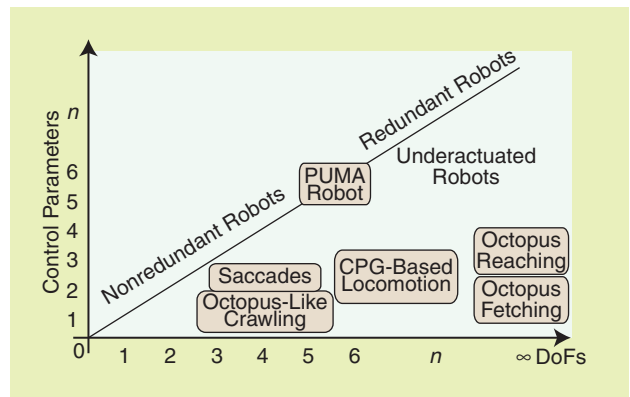 Control Parameters
n
6
5
4
3
2
1
0
Nonredundant Robots
Redundant Robots
PUMA
Robot
Underactuated
Robots
Saccades
Octopus-Like
Crawling
CPG-Based
Locomotion
Octopus
Reaching
Octopus
Fetching
1 2 3 4 5 6 n ∞ DoFs